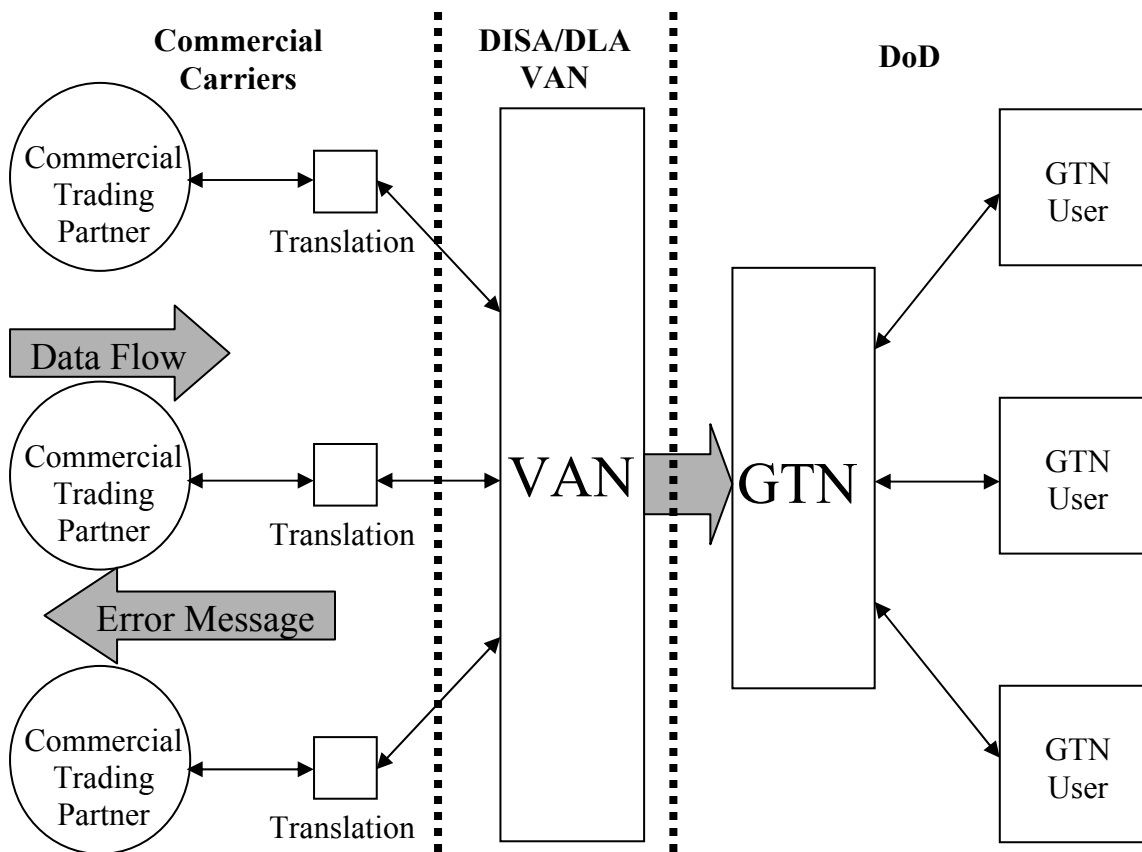 Commercial
Carriers
DISA/DLA
VAN
DoD
Commercial
Trading
Partner
Translation
GTN
User
Data Flow
Commercial
Trading
Partner
Translation
VAN
GTN
GTN
User
Error Message
Commercial
Trading
Partner
Translation
GTN
User